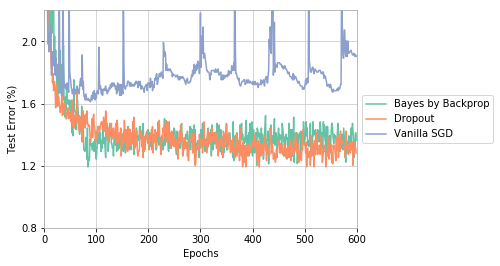 2.0
1.6
1.2
0.8
Test Error (%)
0 100 200 300 400 500 600
Epochs
Bayes by Backprop
Dropout
Vanilla SGD